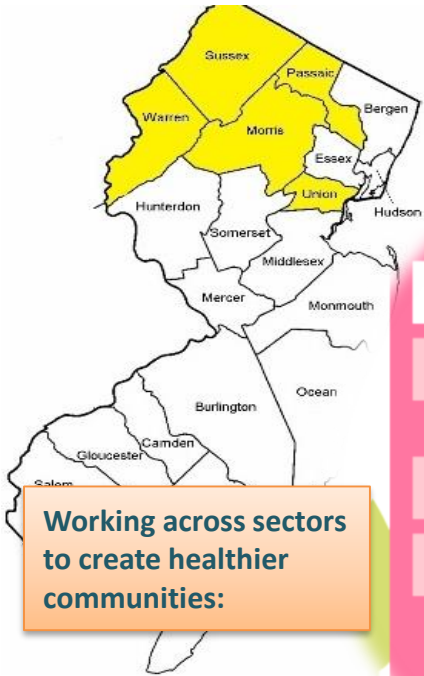 Sussex
Passaic
Bergen
Warren
Morris
Essex
Union
Hudson
Hunterdon
Somerset
Middlesex
Mercer
Monmouth
Ocean
Burlington
Camden
Gloucester
Salem
Working across sectors
to create healthier
communities: